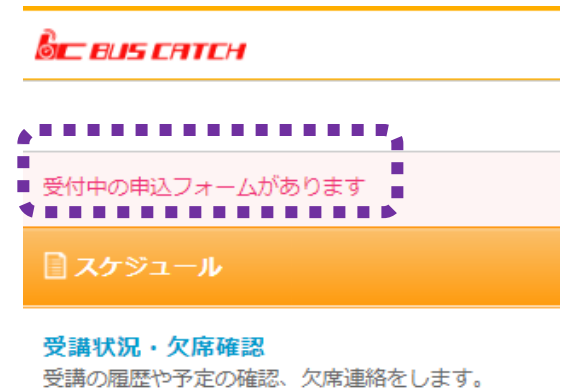 BUS CATCH
受付中の申込フォームがあります
スケジュール
受講状況・欠席確認
受講の履歴や予定の確認、欠席連絡をします。